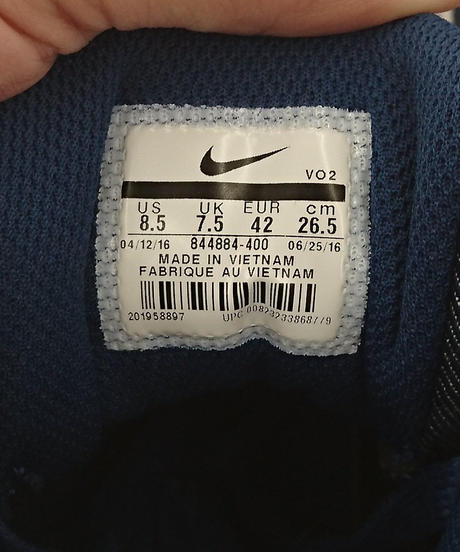 VO2
US UK EUR cm
8.5 7.5 42 26.5
04/12/16 844884-400 06/25/16
MADE IN VIETNAM
FABRIQUE AU VIETNAM
201958897 UPC